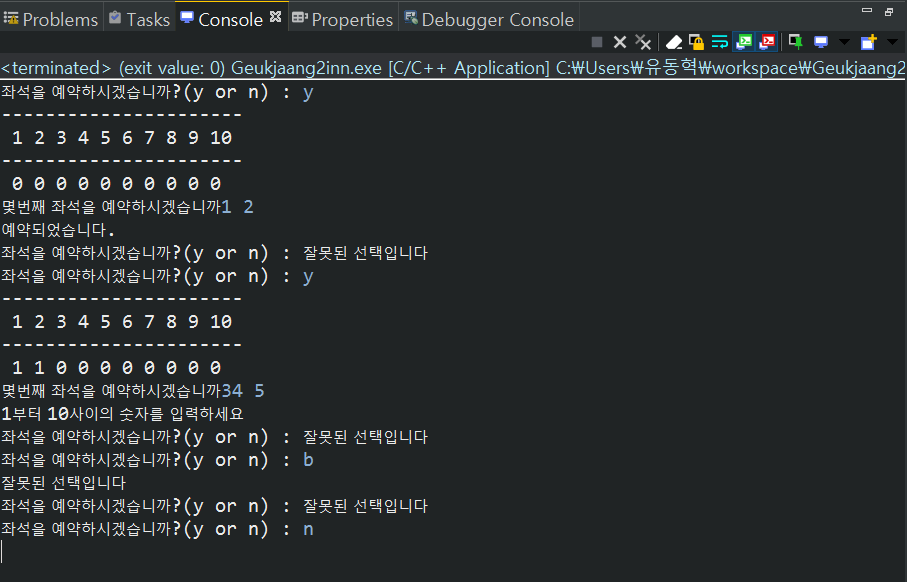 Problems Tasks Console Properties Debugger Console
<terminated> (exit value: 0) Geukjaang2inn.exe [C/C++ Application] C:₩Users₩유동혁₩workspace₩Geukjaang2
좌석을 예약하시겠습니까?(y or n) : y
----------------------
1 2 3 4 5 6 7 8 9 10
----------------------
0 0 0 0 0 0 0 0 0 0
몇번째 좌석을 예약하시겠습니까1 2
예약되었습니다.
좌석을 예약하시겠습니까?(y or n) : 잘못된 선택입니다
좌석을 예약하시겠습니까?(y or n) : y
----------------------
1 2 3 4 5 6 7 8 9 10
----------------------
1 1 0 0 0 0 0 0 0 0
몇번째 좌석을 예약하시겠습니까34 5
1부터 10사이의 숫자를 입력하세요
좌석을 예약하시겠습니까?(y or n) : 잘못된 선택입니다
좌석을 예약하시겠습니까?(y or n) : b
잘못된 선택입니다
좌석을 예약하시겠습니까?(y or n) : 잘못된 선택입니다
좌석을 예약하시겠습니까?(y or n) : n